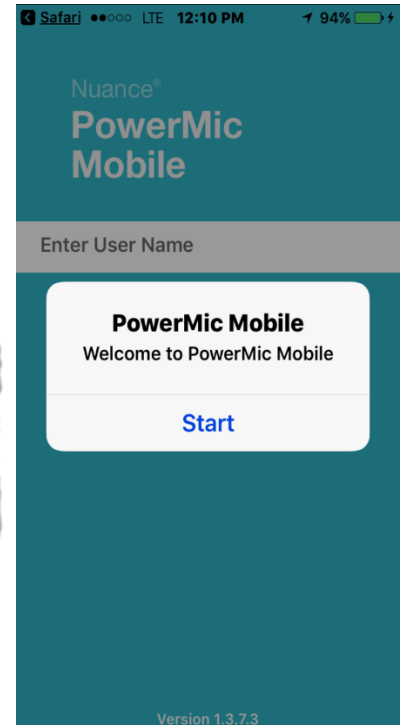 Safari LTE 12:10 PM 94%
Nuance®
PowerMic
Mobile
Enter User Name
PowerMic Mobile
Welcome to PowerMic Mobile
Start
Version 1.3.7.3